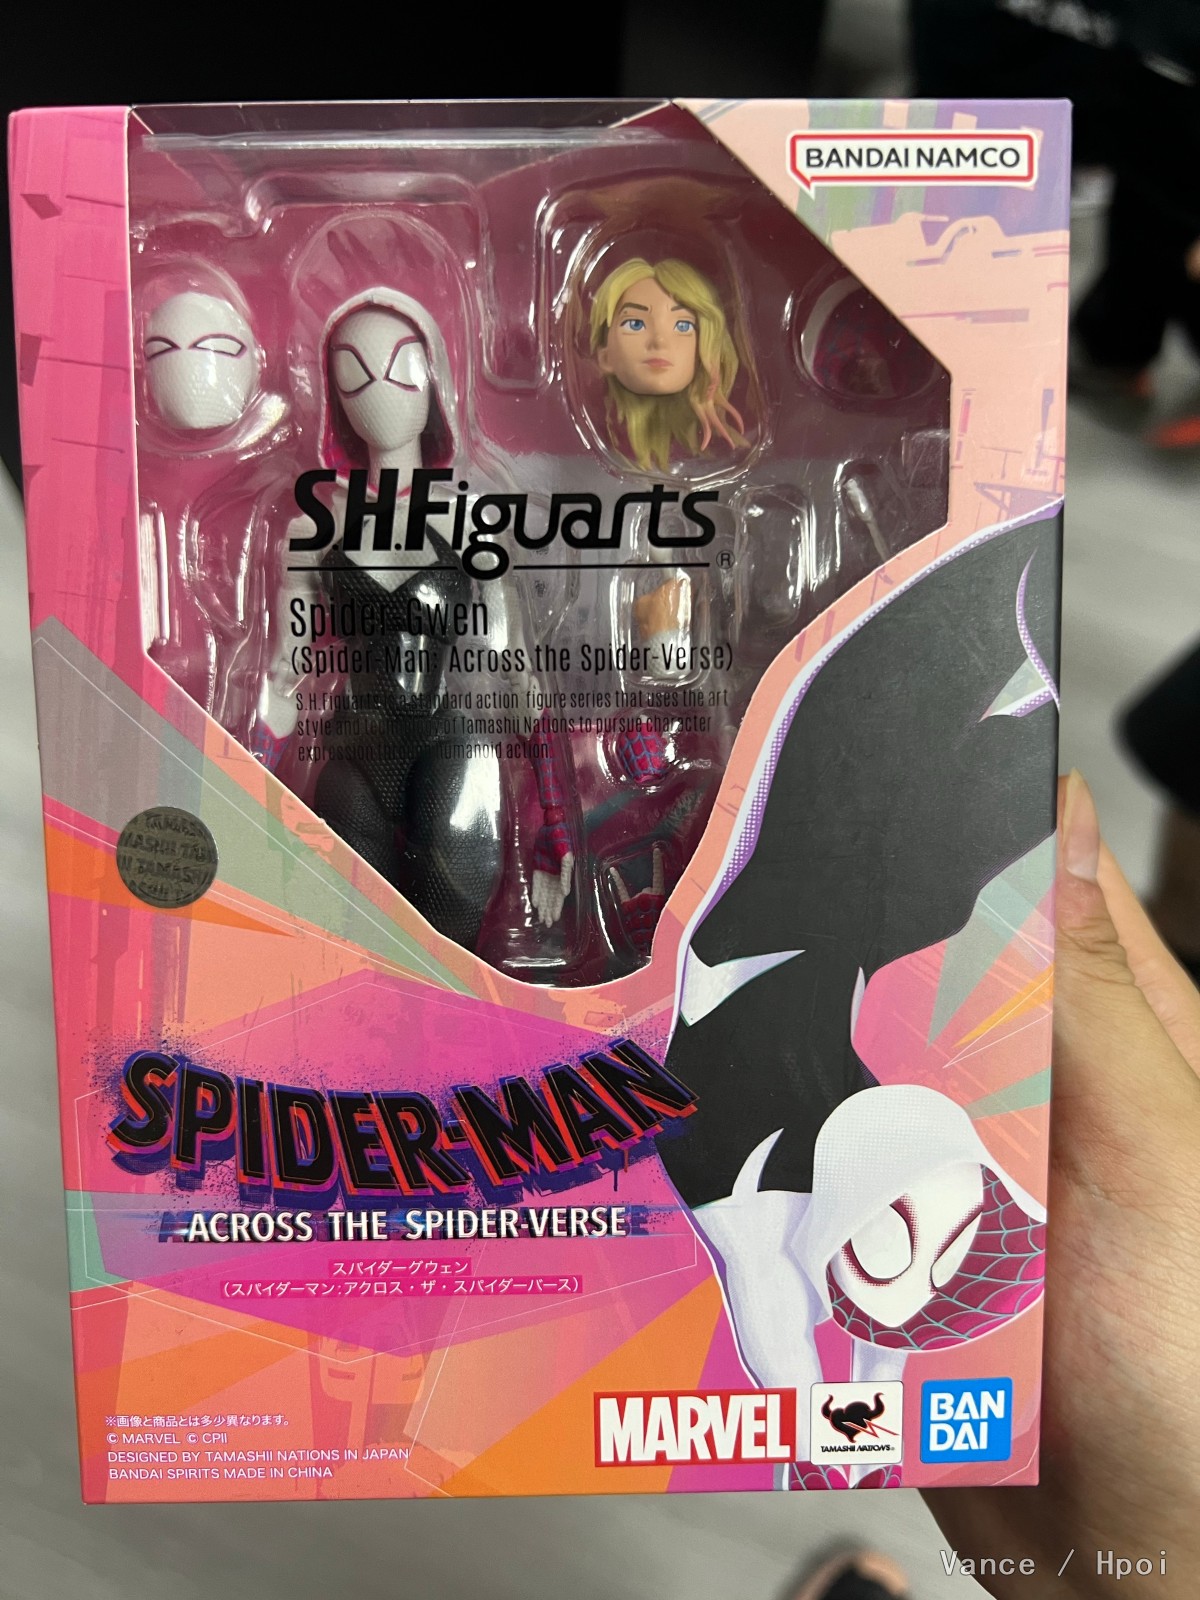 BANDAI NAMCO
S.H.Figuarts®
Spider-Gwen
(Spider-Man: Across the Spider-Verse)
S.H.Figuarts is a standard action figure series that uses the art
style and technology of Tamashii Nations to pursue character
expression through humanoid action.
TAMASHII
SPIDER-MAN
ACROSS THE SPIDER-VERSE
スパイダーグウェン
(スパイダーマン:アクロス・ザ・スパイダーバース)
※画像と商品とは多少異なります。
© MARVEL © CPII
DESIGNED BY TAMASHII NATIONS IN JAPAN
BANDAI SPIRITS MADE IN CHINA
MARVEL
TAMASHII NATIONS®
BAN
DAI
Vance / Hpoi